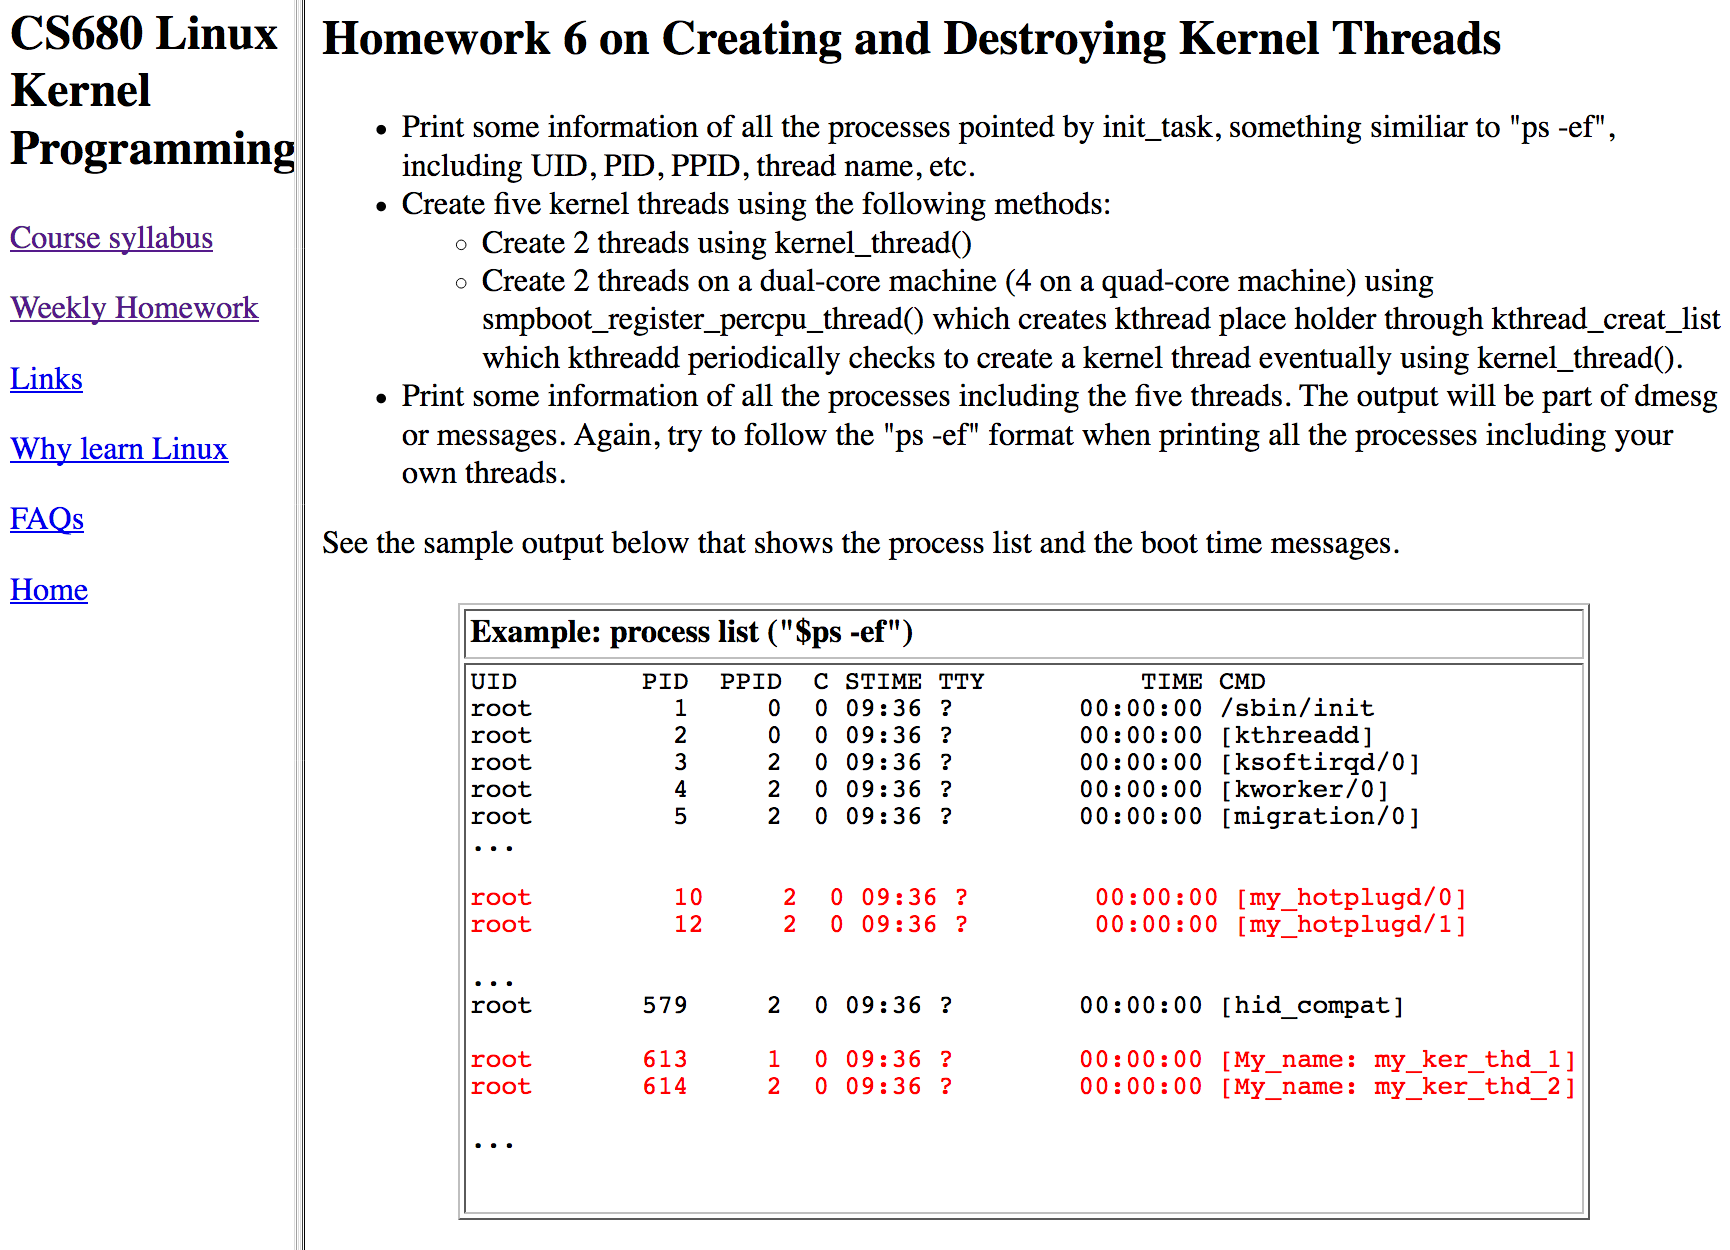 CS680 Linux
Kernel
Programming
Course syllabus
Weekly Homework
Links
Why learn Linux
FAQs
Home
Homework 6 on Creating and Destroying Kernel Threads
• Print some information of all the processes pointed by init_task, something similiar to "ps -ef",
including UID, PID, PPID, thread name, etc.
• Create five kernel threads using the following methods:
◦ Create 2 threads using kernel_thread()
◦ Create 2 threads on a dual-core machine (4 on a quad-core machine) using
smpboot_register_percpu_thread() which creates kthread place holder through kthread_creat_list
which kthreadd periodically checks to create a kernel thread eventually using kernel_thread().
• Print some information of all the processes including the five threads. The output will be part of dmesg
or messages. Again, try to follow the "ps -ef" format when printing all the processes including your
own threads.
See the sample output below that shows the process list and the boot time messages.
Example: process list ("$ps -ef")
UID        PID  PPID  C STIME TTY          TIME CMD
root         1     0  0 09:36 ?        00:00:00 /sbin/init
root         2     0  0 09:36 ?        00:00:00 [kthreadd]
root         3     2  0 09:36 ?        00:00:00 [ksoftirqd/0]
root         4     2  0 09:36 ?        00:00:00 [kworker/0]
root         5     2  0 09:36 ?        00:00:00 [migration/0]
...
root         10     2  0 09:36 ?        00:00:00 [my_hotplugd/0]
root         12     2  0 09:36 ?        00:00:00 [my_hotplugd/1]
...
root       579     2  0 09:36 ?        00:00:00 [hid_compat]
root       613     1  0 09:36 ?        00:00:00 [My_name: my_ker_thd_1]
root       614     2  0 09:36 ?        00:00:00 [My_name: my_ker_thd_2]
...